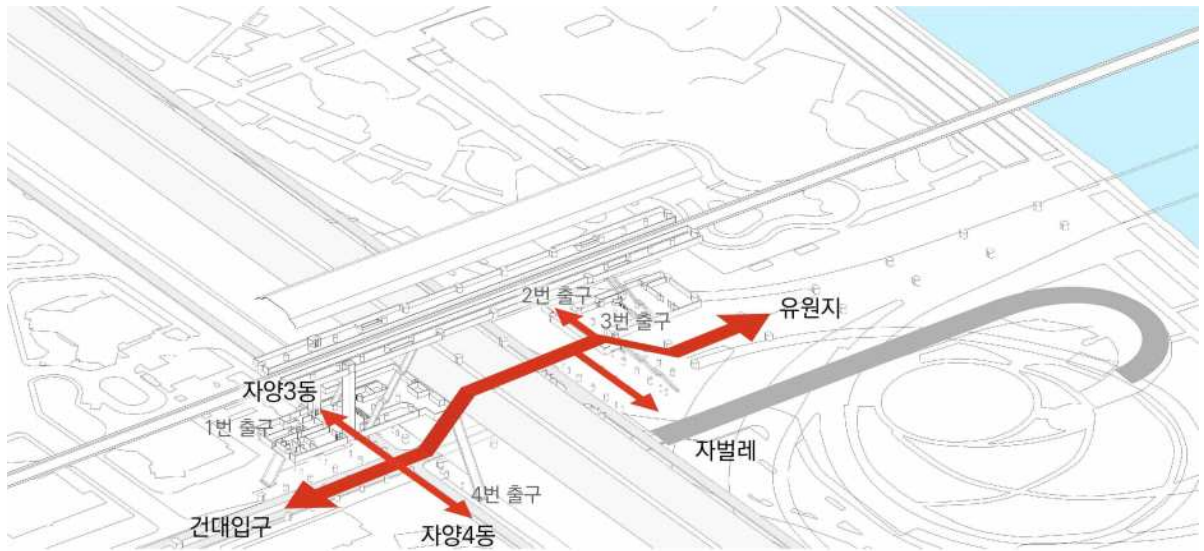 2번 출구
3번 출구
유원지
자양3동
1번 출구
자벌레
4번 출구
건대입구
자양4동